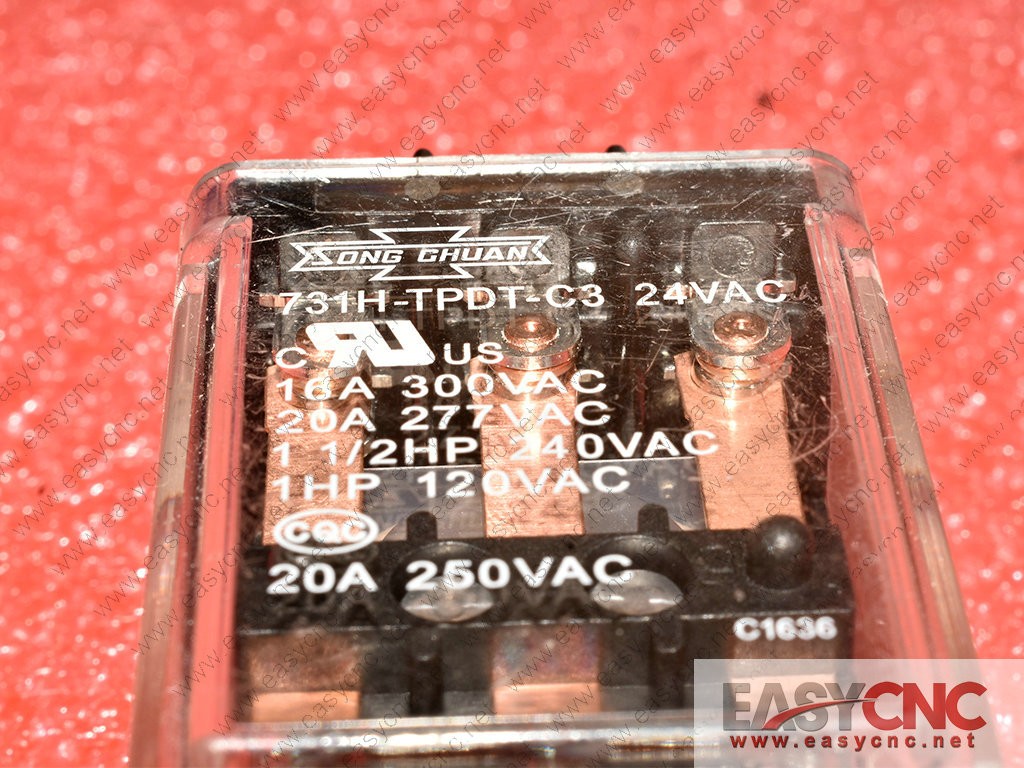 SONG CHUAN
731H-TPDT-C3 24VAC
C RU US
16A 300VAC
20A 277VAC
1 1/2HP 240VAC
1HP 120VAC
CQC
20A 250VAC
C1636
EASYCNC
www.easycnc.net